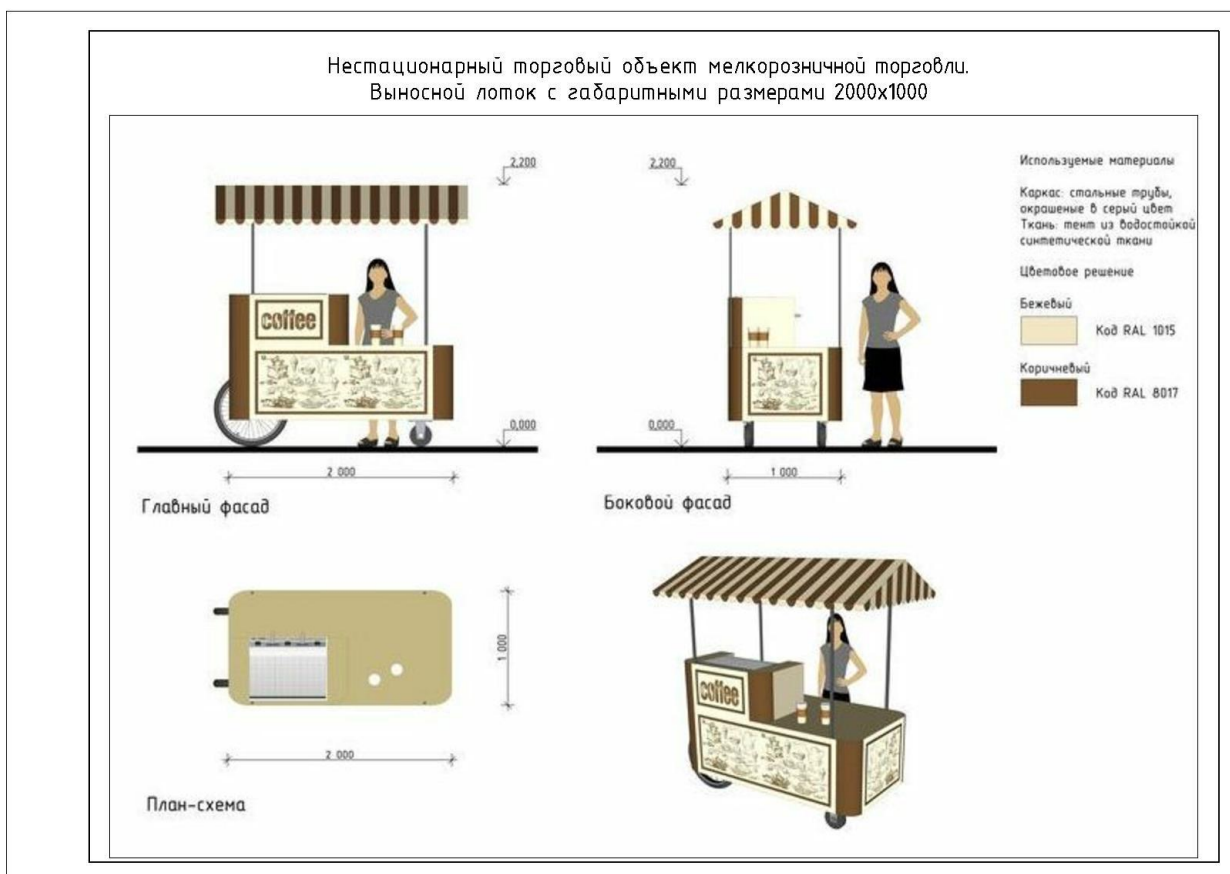 Нестационарный торговый объект мелкорозничной торговли.
Выносной лоток с габаритными размерами 2000х1000
2,200
2,200
Используемые материалы
Каркас: стальные трубы,
окрашеные в серый цвет
Ткань: тент из водостойкой
синтетической ткани
Цветовое решение
Бежевый
Код RAL 1015
Коричневый
Код RAL 8017
coffee
0,000
0,000
2 000
1 000
Главный фасад
Боковой фасад
1 000
2 000
coffee
План-схема